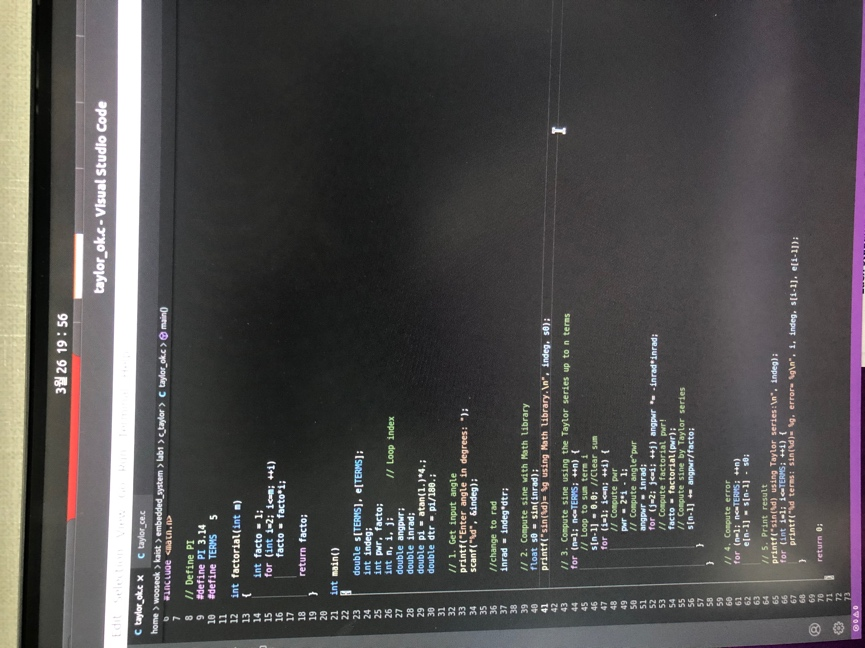 3월 26 19 : 56
taylor_ok.c - Visual Studio Code
Edit Selection View Go Run
C taylor_ok.c × C taylor_ce.c
home > wooseok > kaist > embedded_system > lab1 > c_taylor > C taylor_ok.c > main()
6 #include <math.h>
7
8 // Define PI
9 #define PI 3.14
10 #define TERMS 5
11
12 int factorial(int m)
13 {
14 int facto = 1;
15 for (int i=2; i<=m; ++i)
16 facto = facto*i;
17
18 return facto;
19 }
20
21 int main()
22 {
23 double s[TERMS], e[TERMS];
24 int indeg;
25 int pwr, facto;
26 int n, i, j; // Loop index
27 double angpwr;
28 double inrad;
29 double pi = atan(1.)*4.;
30 double dtr = pi/180.;
31
32 // 1. Get input angle
33 printf("Enter angle in degrees: ");
34 scanf("%d", &indeg);
35
36 //change to rad
37 inrad = indeg*dtr;
38
39 // 2. Compute sine with Math library
40 float s0 = sin(inrad);
41 printf("sin(%d)= %g using Math library.\n", indeg, s0);
42
43 // 3. Compute sine using the Taylor series up to n terms
44 for (n=1; n<=TERMS; ++n) {
45 // Loop to sum term i
46 s[n-1] = 0.0; //Clear sum
47 for (i=1; i<=n; ++i) {
48 // Compute pwr
49 pwr = 2*i - 1;
50 // Compute angle^pwr
51 angpwr = inrad;
52 for (j=2; j<=i; ++j) angpwr *= -inrad*inrad;
53 // Compute factorial pwr!
54 facto=factorial(pwr);
55 // Compute sine by Taylor series
56 s[n-1] += angpwr/facto;
57 }
58 }
59
60 // 4. Compute error
61 for (n=1; n<=TERMS; ++n)
62 e[n-1] = s[n-1] - s0;
63
64 // 5. Print result
65 printf("sin(%d) using Taylor series:\n", indeg);
66 for (int i=1; i<=TERMS; ++i) {
67 printf("%d terms: sin(%d)= %g, error= %g\n", i, indeg, s[i-1], e[i-1]);
68 }
69
70 return 0;
71 }
72
73
0 0